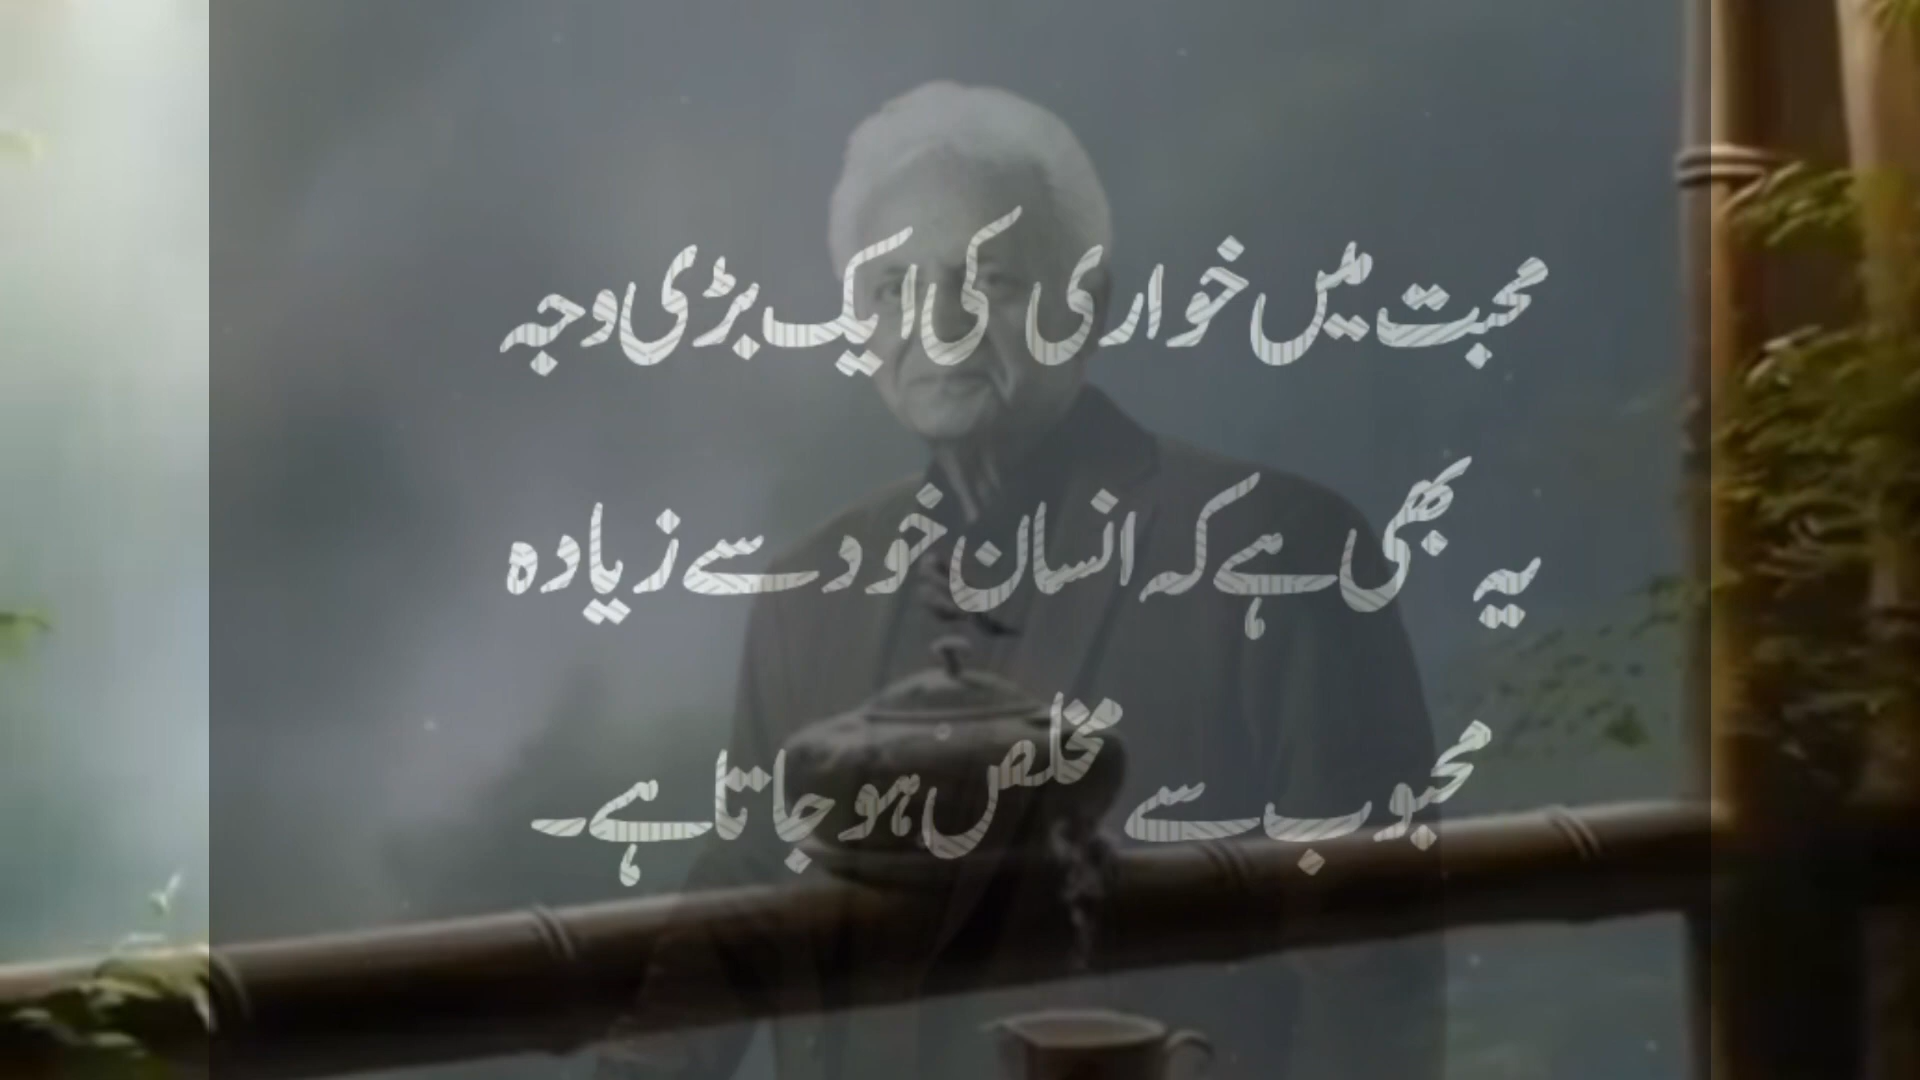 محبت میں خواری کی ایک بڑی وجہ
یہ بھی ہے کہ انسان خود سے زیادہ
محبوب سے مخلص ہو جاتا ہے۔